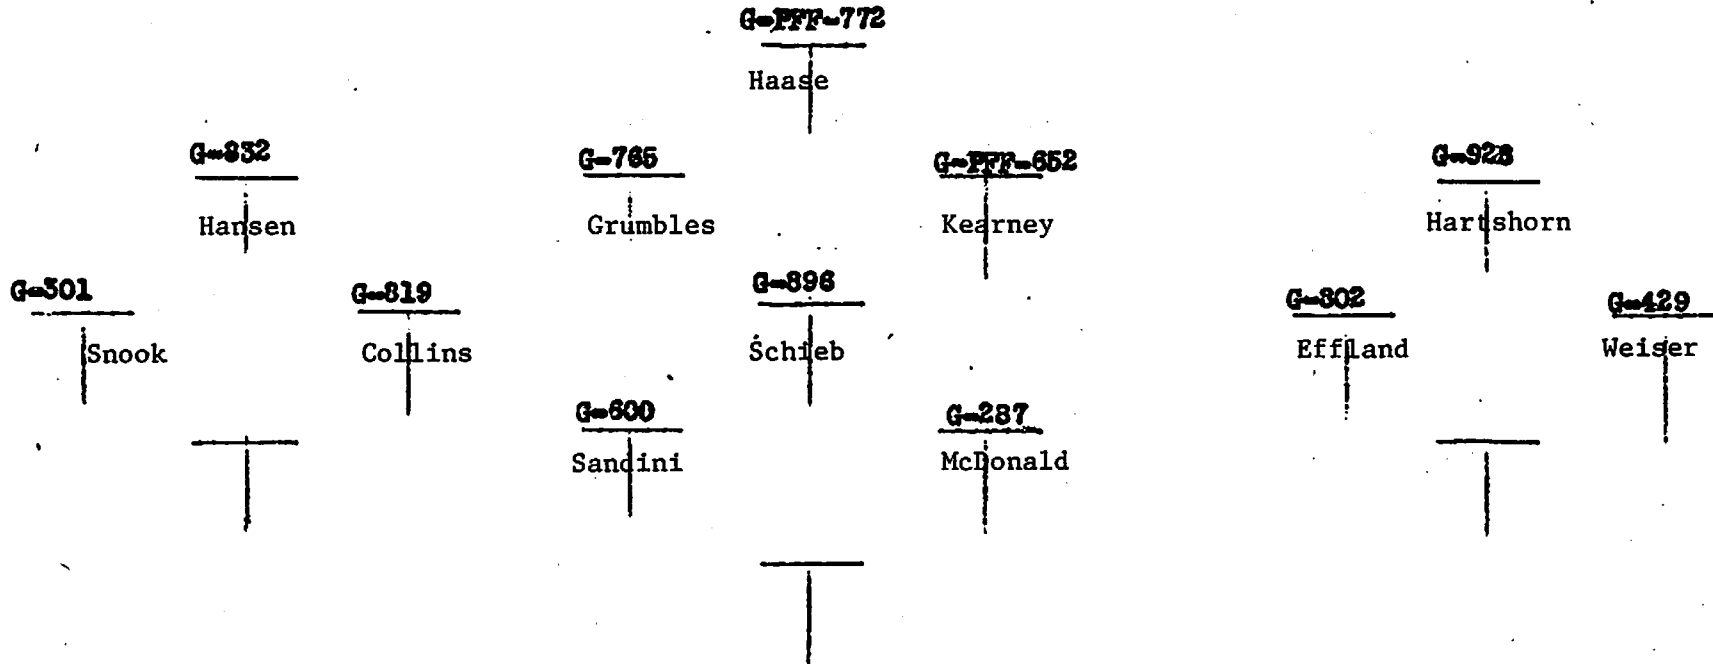 G-PFF-772
Haase
G-832
G-765
G-PFF-652
G-928
Hansen
Grumbles
Kearney
Hartshorn
G-501
G-819
G-896
G-802
G-429
Snook
Collins
Schieb
Effland
Weiser
G-600
G-287
Sandini
McDonald